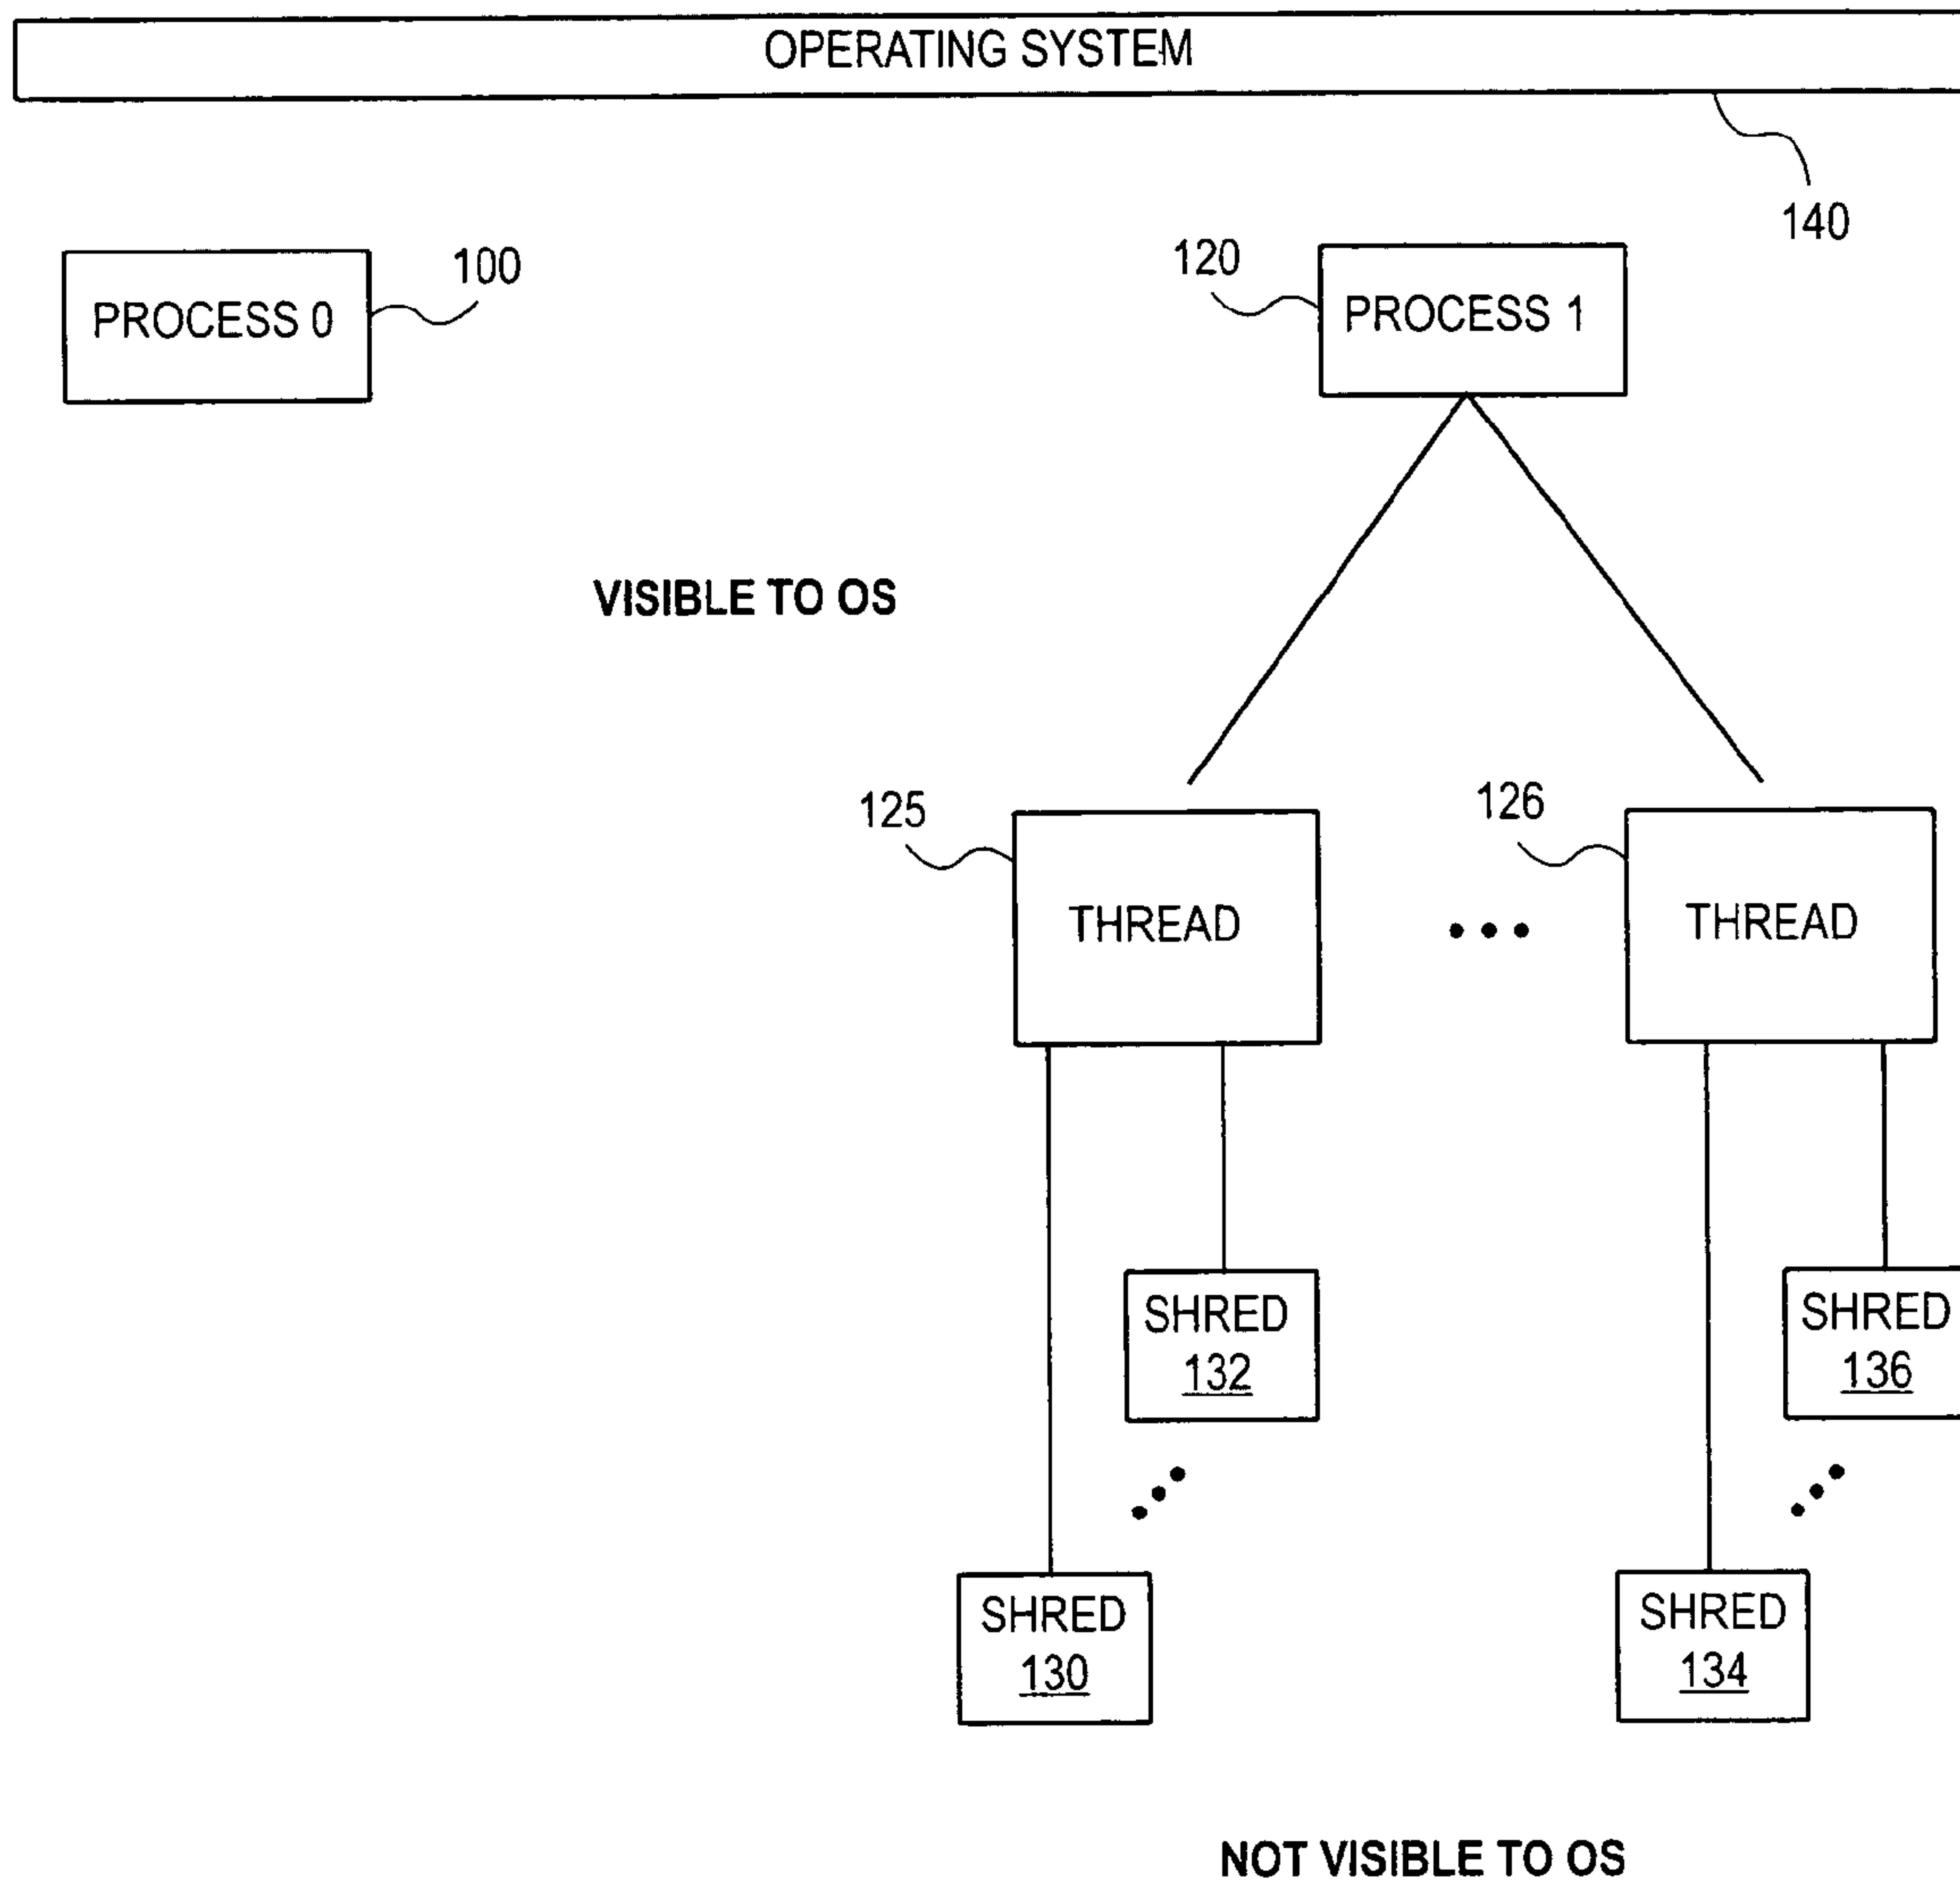 OPERATING SYSTEM
140
PROCESS 0
100
120
PROCESS 1
VISIBLE TO OS
125
THREAD
126
THREAD
SHRED
132
SHRED
136
SHRED
130
SHRED
134
NOT VISIBLE TO OS